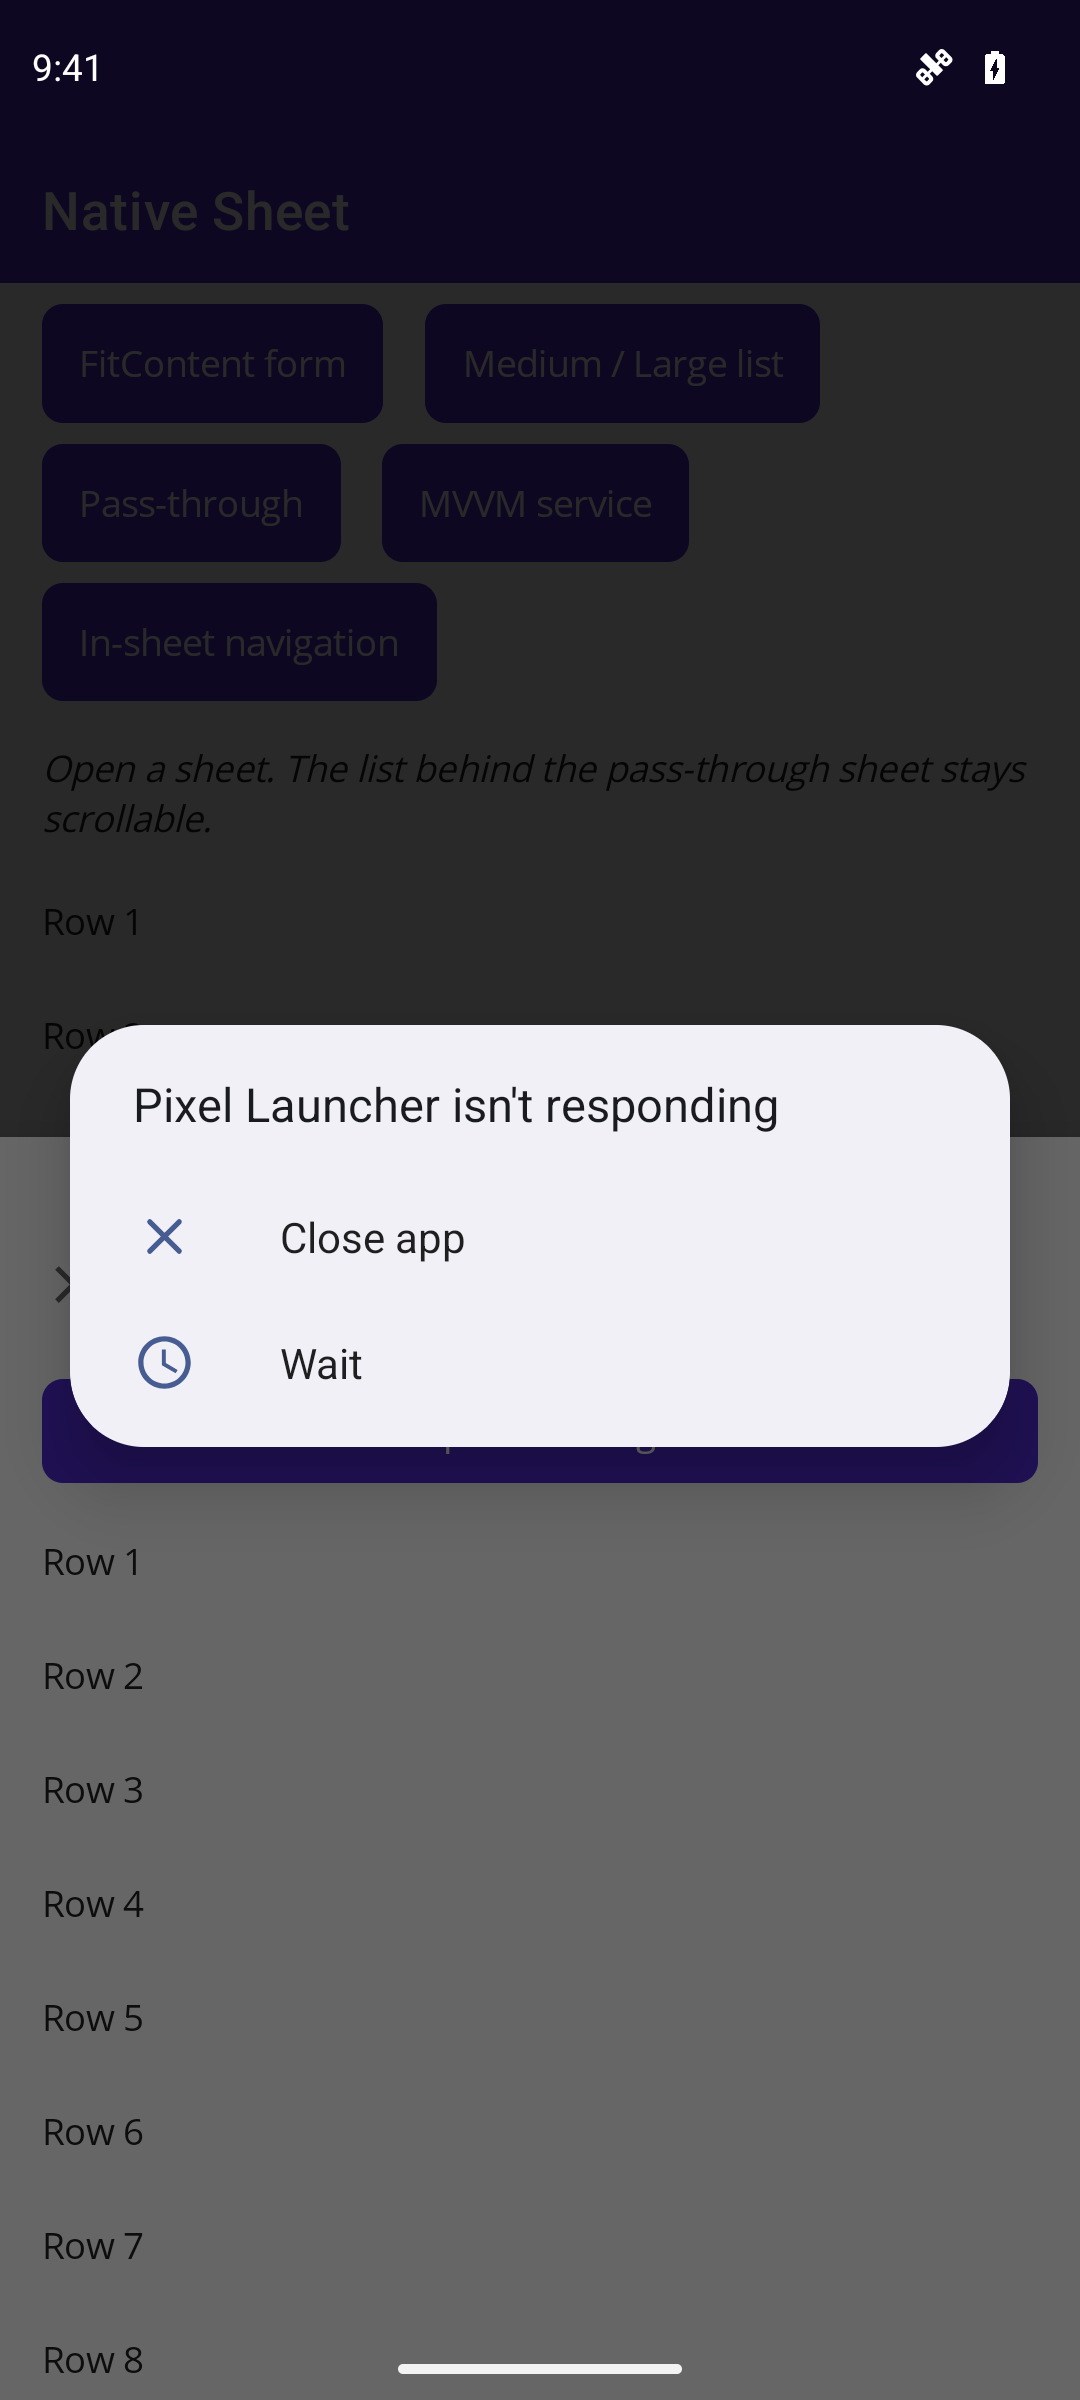 9:41
Native Sheet
FitContent form
Medium / Large list
Pass-through
MVVM service
In-sheet navigation
Open a sheet. The list behind the pass-through sheet stays
scrollable.
Row 1
Row
Pixel Launcher isn't responding
Close app
Wait
Row 1
Row 2
Row 3
Row 4
Row 5
Row 6
Row 7
Row 8